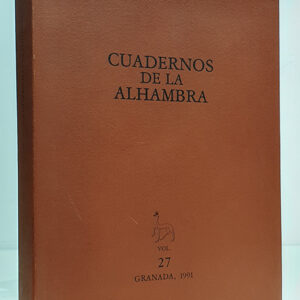 CUADERNOS
DE LA
ALHAMBRA
VOL.
27
GRANADA, 1991